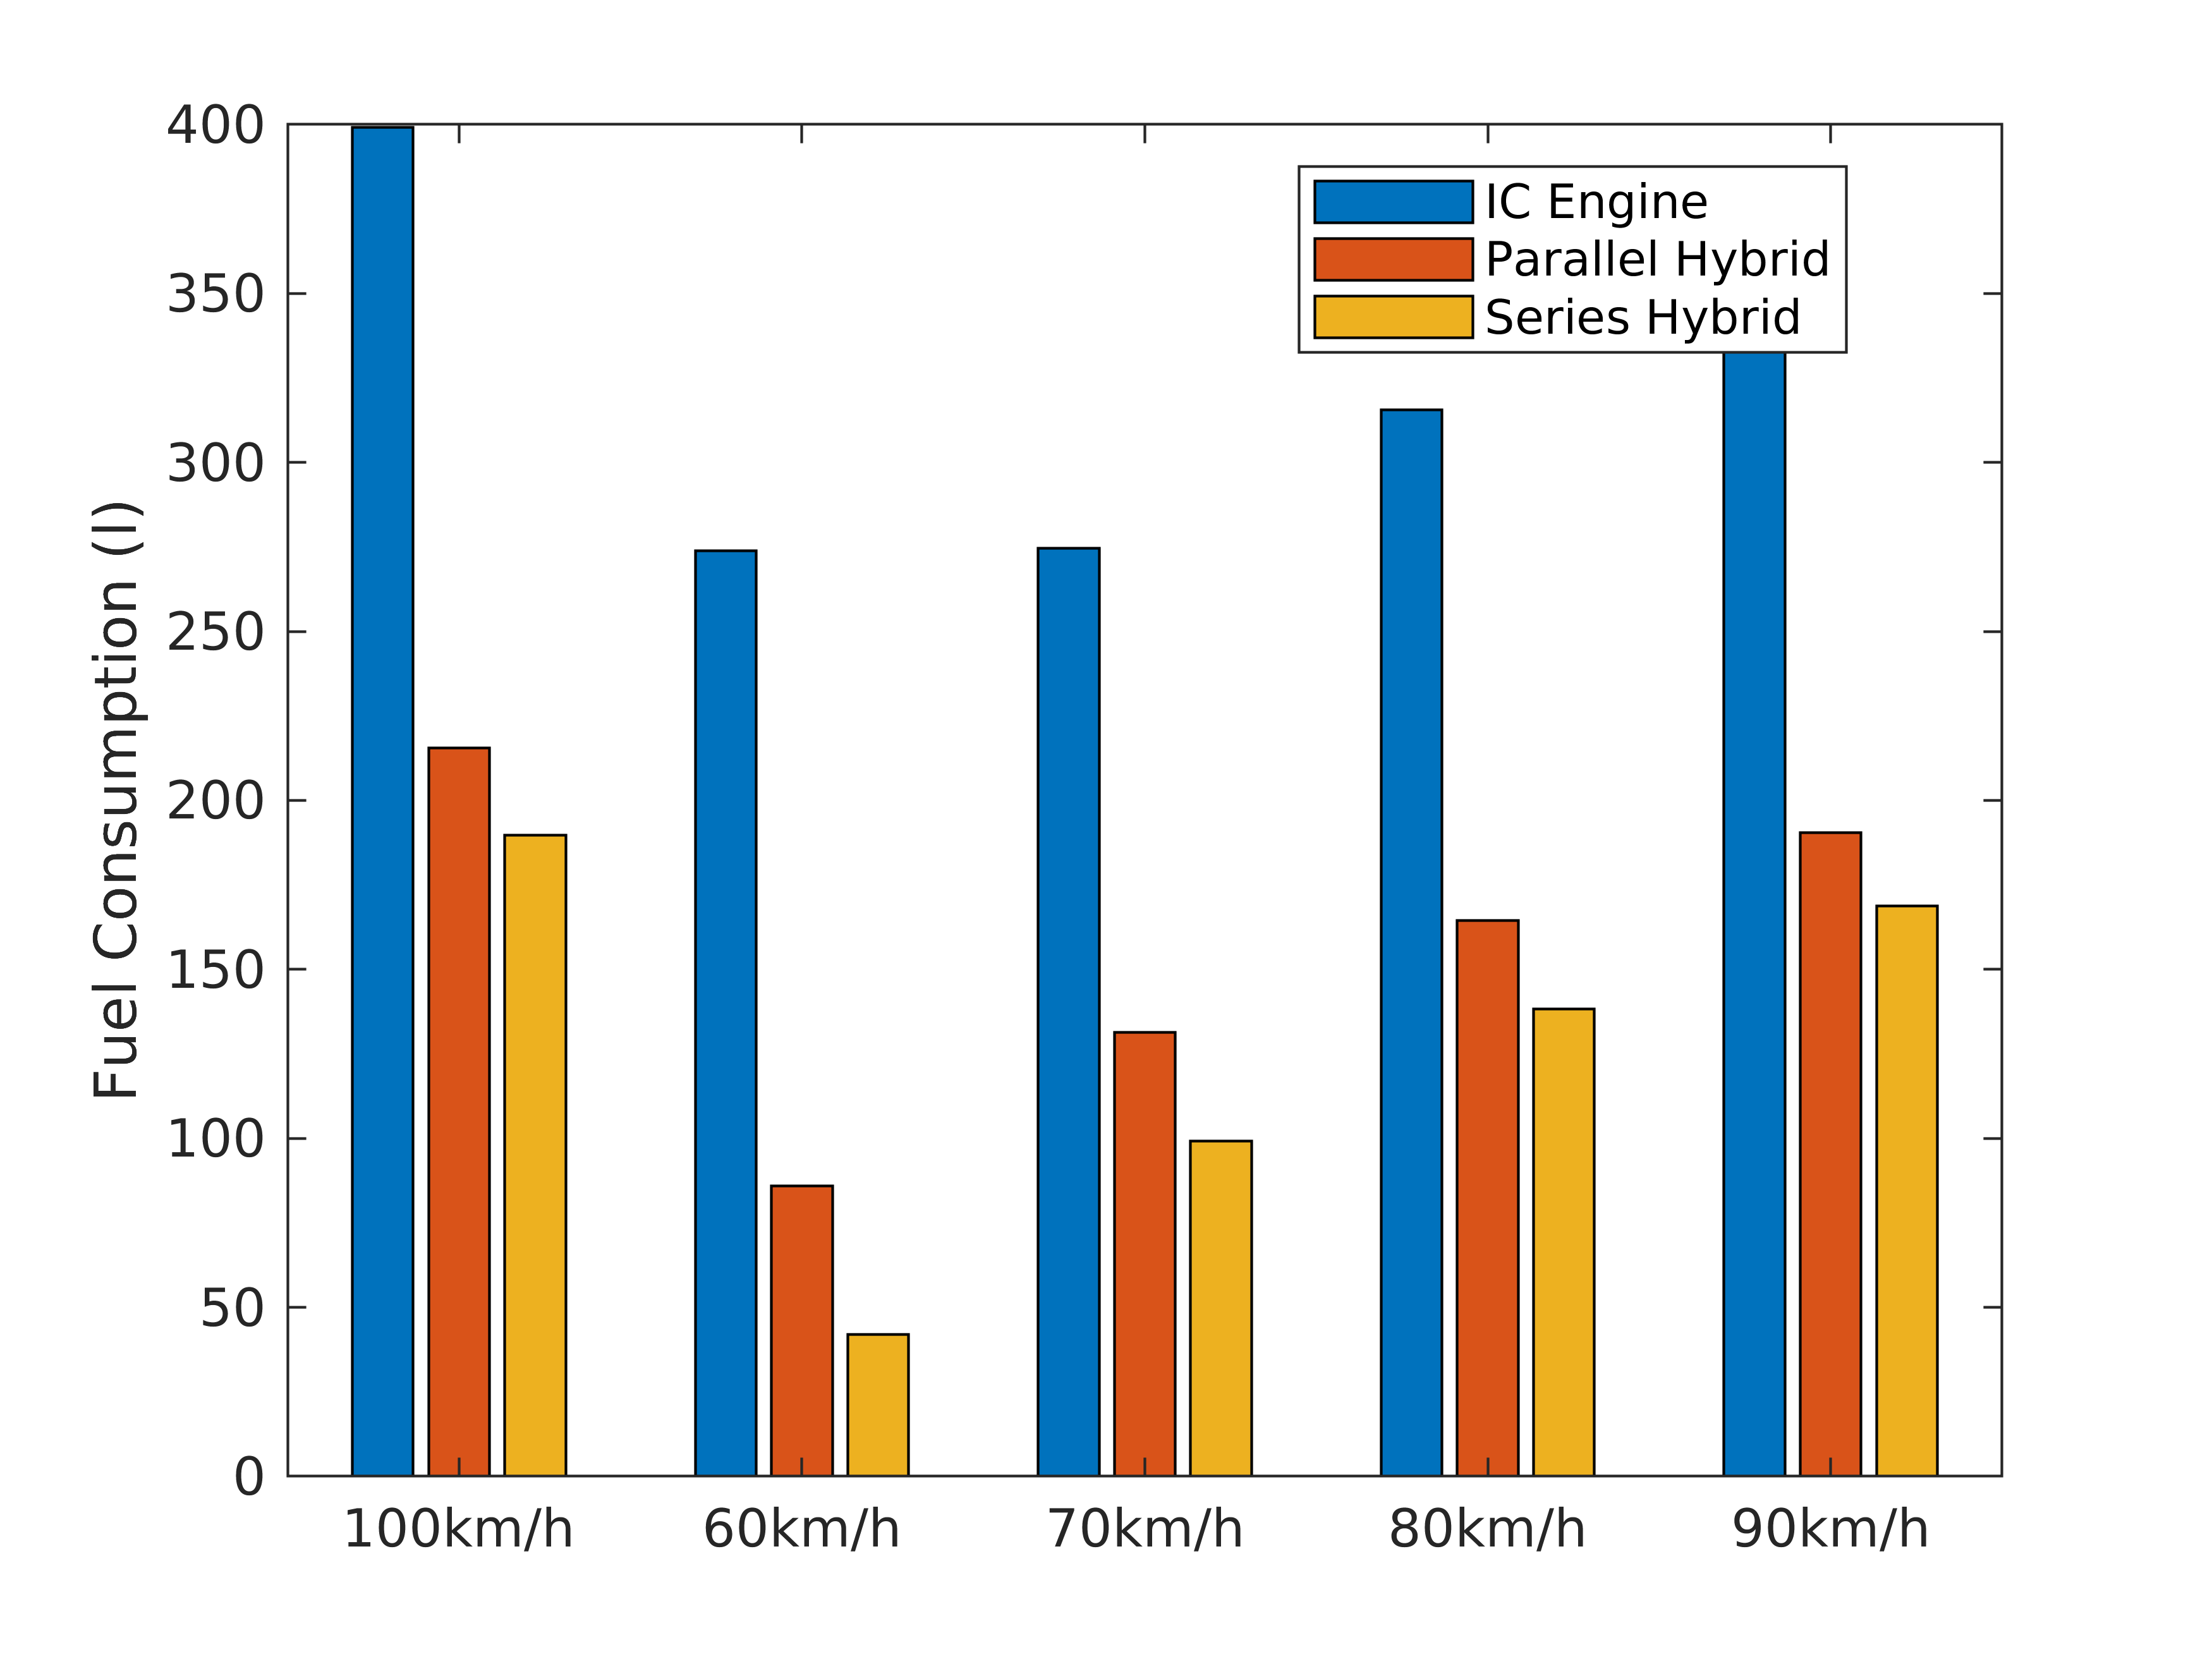 400
350
300
250
200
150
100
50
0
Fuel Consumption (l)
IC Engine
Parallel Hybrid
Series Hybrid
100km/h 60km/h 70km/h 80km/h 90km/h